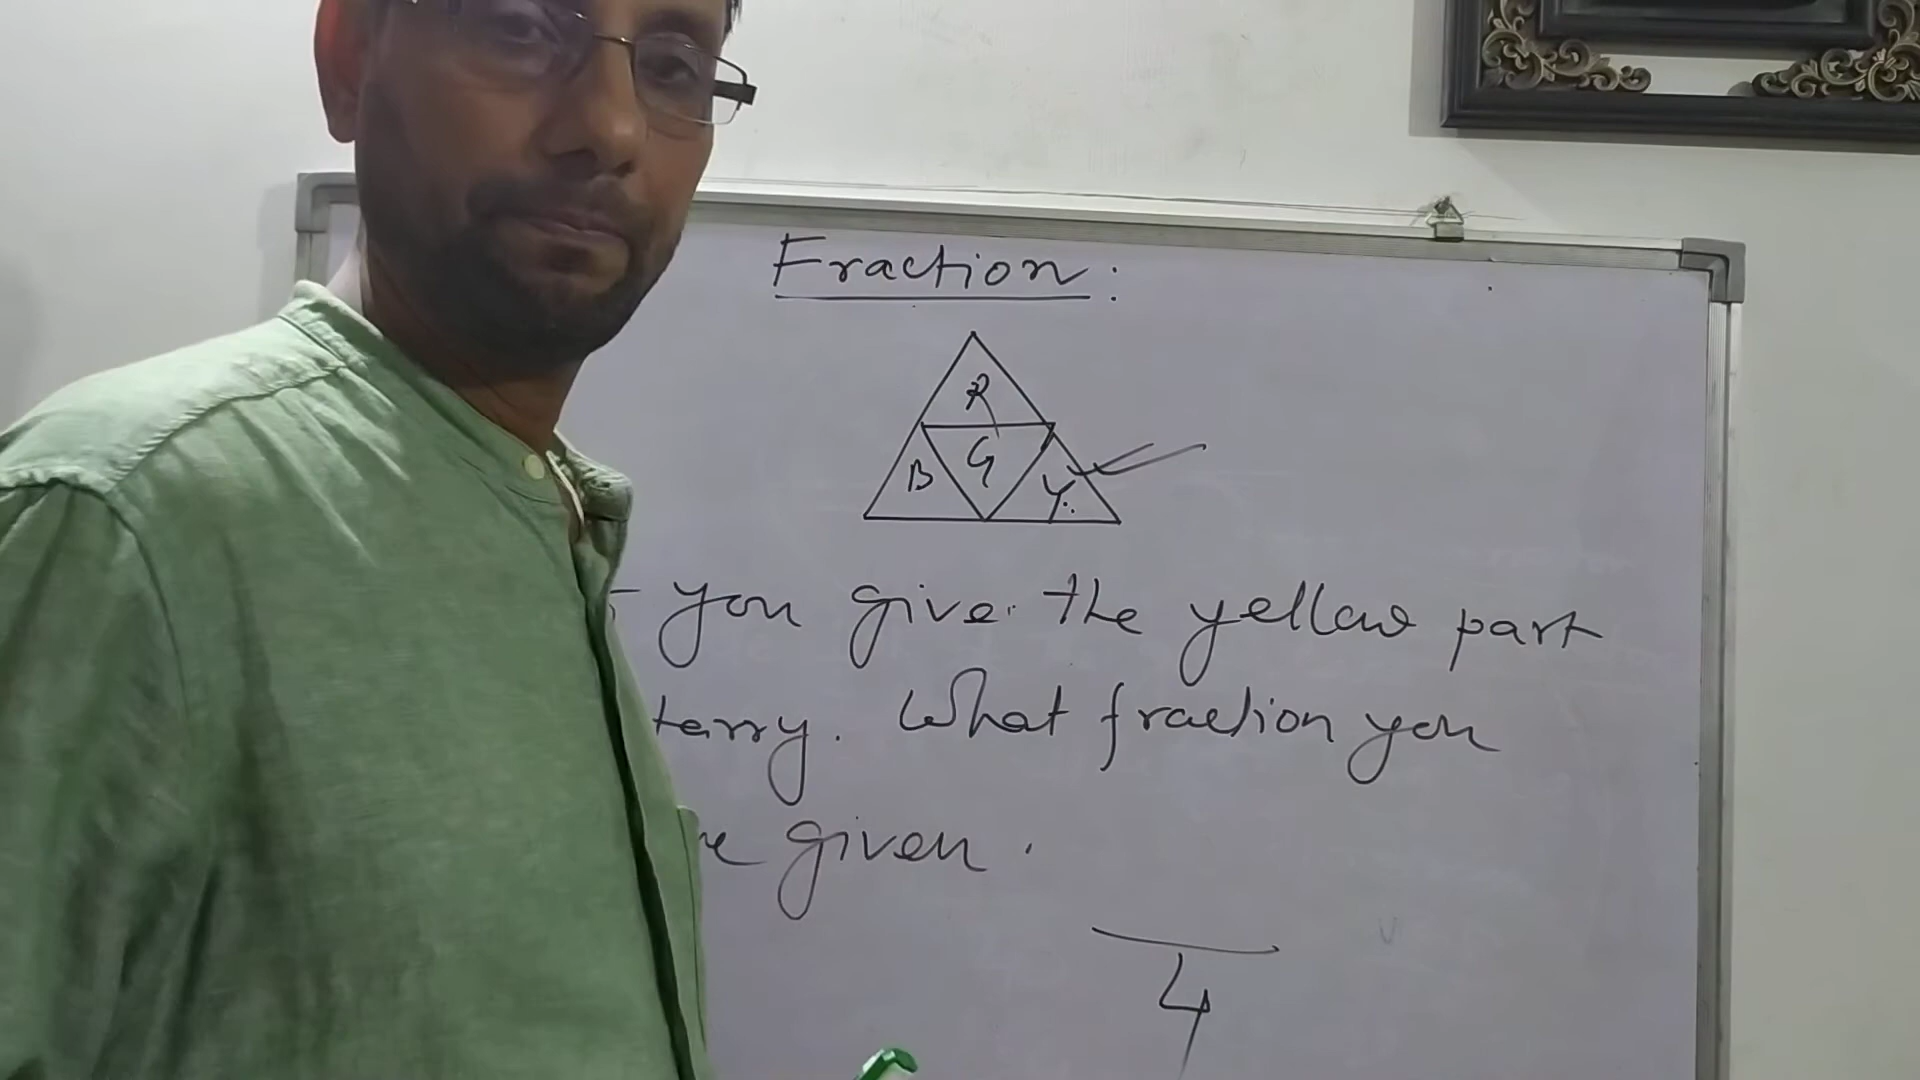 Fraction:
R
B G Y
you give the yellow part
terry. What fraction you
given.
4